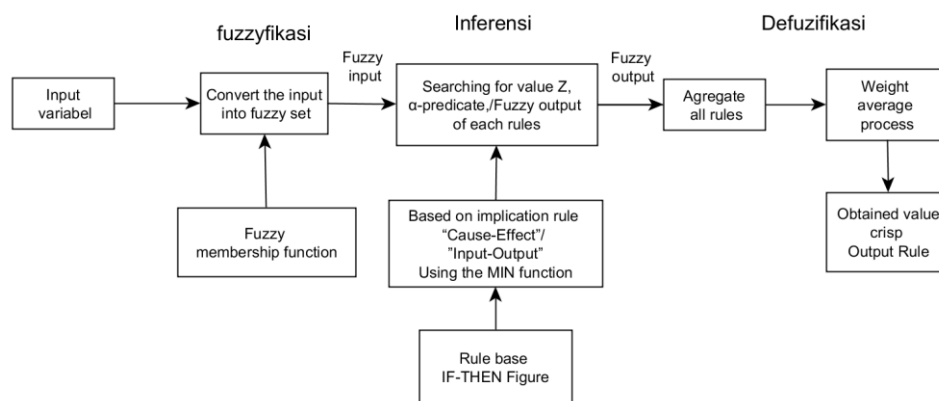 fuzzyfikasi
Inferensi
Defuzifikasi
Input
variabel
Convert the input
into fuzzy set
Fuzzy
input
Searching for value Z,
α-predicate,/Fuzzy output
of each rules
Fuzzy
output
Agregate
all rules
Weight
average
process
Fuzzy
membership function
Based on implication rule
“Cause-Effect”/
”Input-Output”
Using the MIN function
Obtained value
crisp
Output Rule
Rule base
IF-THEN Figure